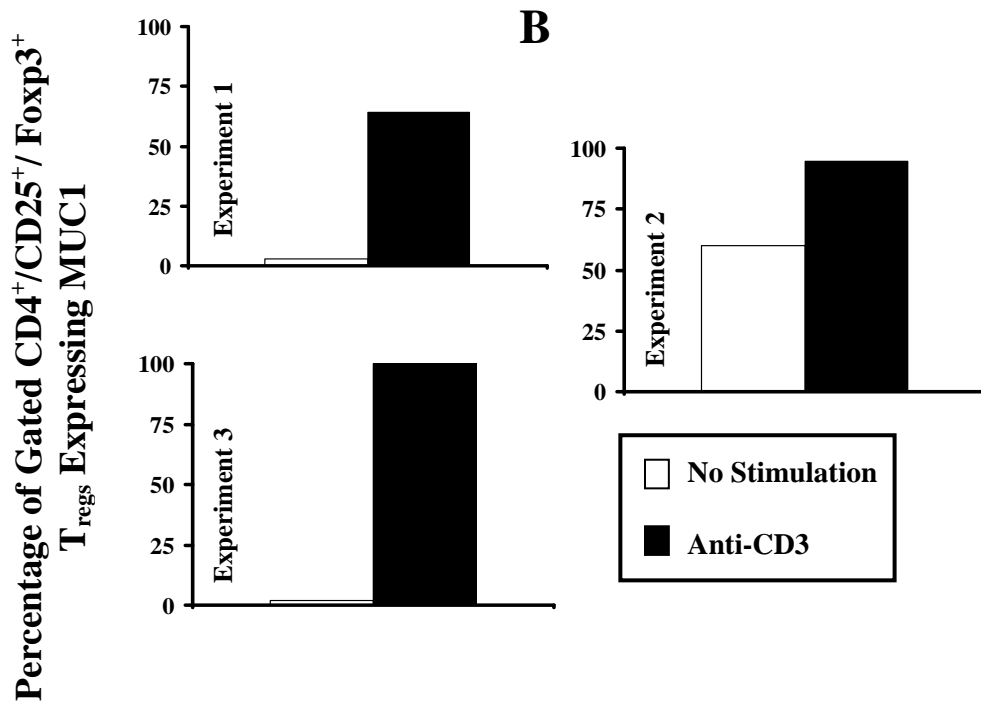 B
Percentage of Gated CD4⁺/CD25⁺/ Foxp3⁺
T_regs Expressing MUC1
100
75
50
25
0
Experiment 1
100
75
50
25
0
Experiment 2
100
75
50
25
0
Experiment 3
No Stimulation
Anti-CD3